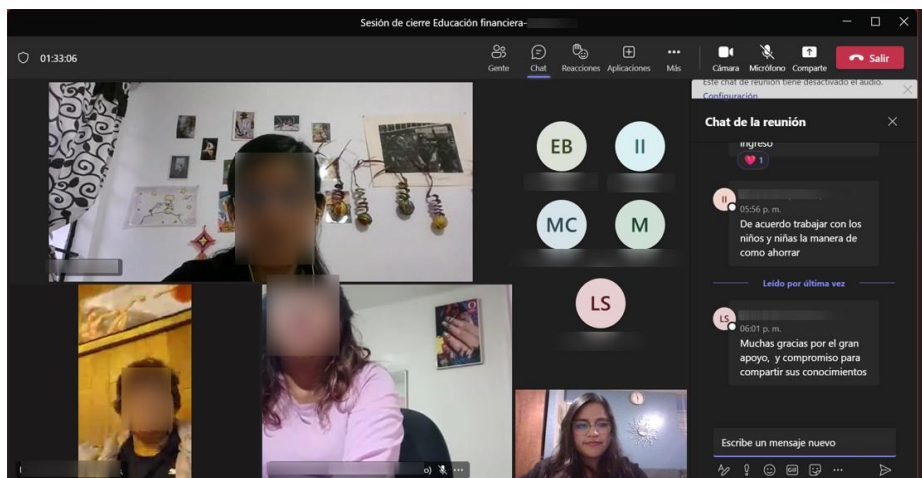 Sesión de cierre Educación financiera-
01:33:06
Gente
Chat
Reacciones
Aplicaciones
Más
Cámara
Micrófono
Comparte
Salir
Este chat de reunión tiene desactivado el audio.
Configuración
Chat de la reunión
ingreso
1
EB
II
MC
M
LS
II
05:56 p. m.
De acuerdo trabajar con los
niños y niñas la manera de
como ahorrar
Leído por última vez
LS
06:01 p. m.
Muchas gracias por el gran
apoyo, y compromiso para
compartir sus conocimientos
o)
Escribe un mensaje nuevo
GIF